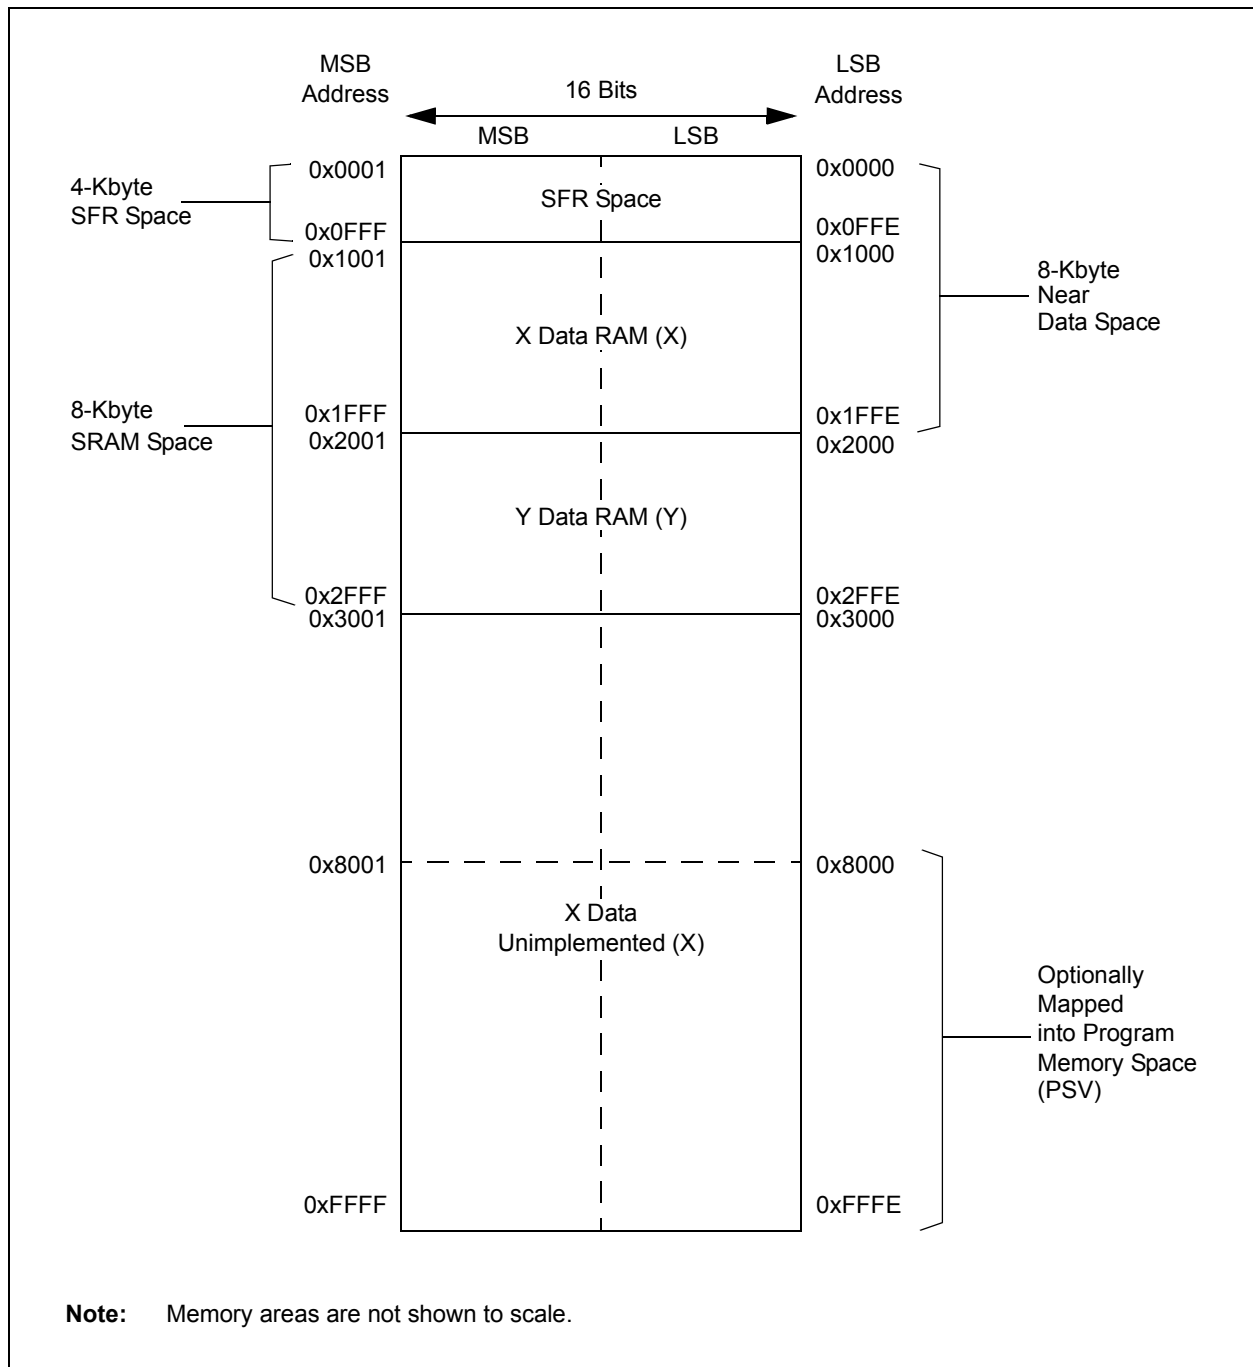 MSB
Address
LSB
Address
16 Bits
MSB
LSB
4-Kbyte
SFR Space
0x0001
0x0FFF
0x1001
SFR Space
0x0000
0x0FFE
0x1000
8-Kbyte
Near
Data Space
X Data RAM (X)
8-Kbyte
SRAM Space
0x1FFF
0x2001
0x1FFE
0x2000
Y Data RAM (Y)
0x2FFF
0x3001
0x2FFE
0x3000
0x8001
0x8000
X Data
Unimplemented (X)
Optionally
Mapped
into Program
Memory Space
(PSV)
0xFFFF
0xFFFE
Note: Memory areas are not shown to scale.